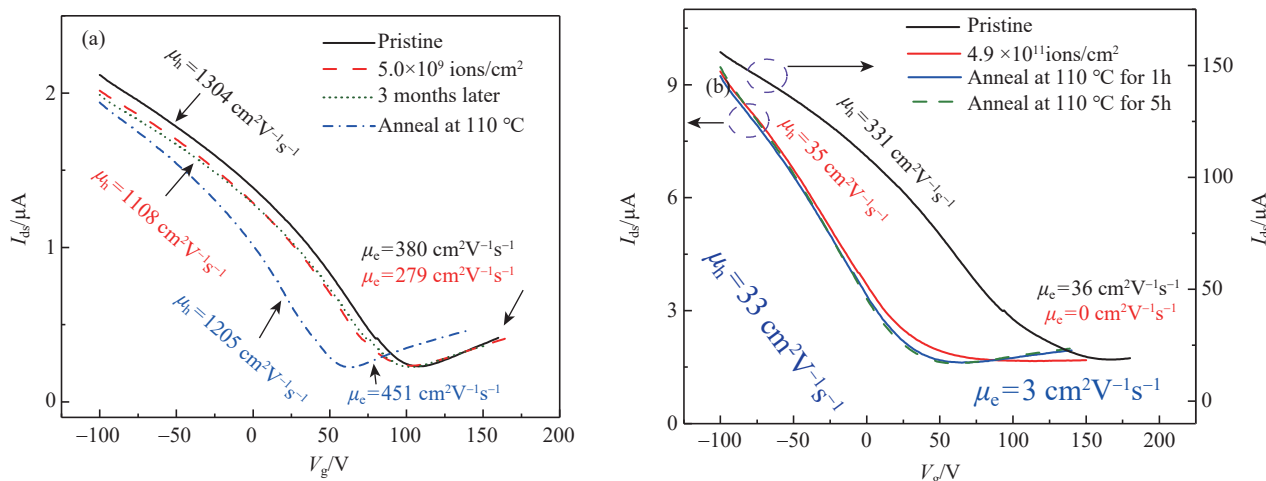 (a)
Pristine
5.0×10⁹ ions/cm²
3 months later
Anneal at 110 ℃
μh=1304 cm²V⁻¹s⁻¹
μh=1108 cm²V⁻¹s⁻¹
μh=1205 cm²V⁻¹s⁻¹
μe=380 cm²V⁻¹s⁻¹
μe=279 cm²V⁻¹s⁻¹
μe=451 cm²V⁻¹s⁻¹
2
1
0
Ids/μA
−100 −50 0 50 100 150 200
Vg/V
(b)
Pristine
4.9 ×10¹¹ions/cm²
Anneal at 110 ℃ for 1h
Anneal at 110 ℃ for 5h
μh=331 cm²V⁻¹s⁻¹
μh=35 cm²V⁻¹s⁻¹
μh=33 cm²V⁻¹s⁻¹
μe=36 cm²V⁻¹s⁻¹
μe=0 cm²V⁻¹s⁻¹
μe=3 cm²V⁻¹s⁻¹
9
6
3
0
Ids/μA
150
100
50
0
−100 −50 0 50 100 150 200
Vg/V